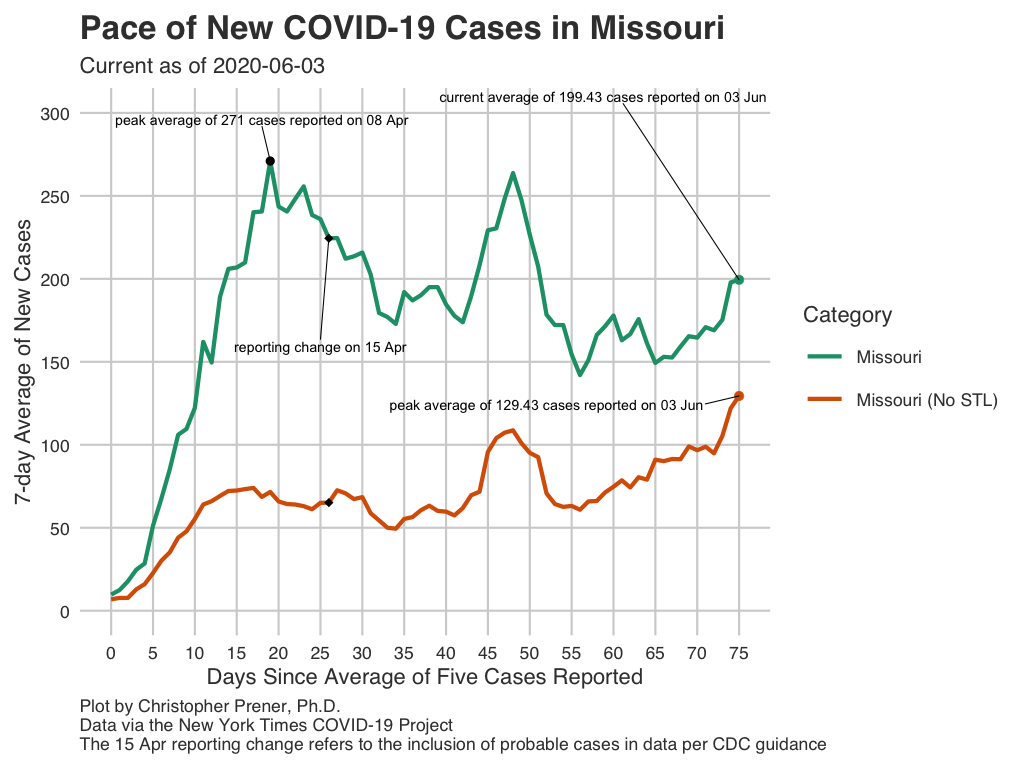 Pace of New COVID-19 Cases in Missouri
Current as of 2020-06-03
current average of 199.43 cases reported on 03 Jun
peak average of 271 cases reported on 08 Apr
reporting change on 15 Apr
peak average of 129.43 cases reported on 03 Jun
7-day Average of New Cases
300
250
200
150
100
50
0
0 5 10 15 20 25 30 35 40 45 50 55 60 65 70 75
Days Since Average of Five Cases Reported
Category
Missouri
Missouri (No STL)
Plot by Christopher Prener, Ph.D.
Data via the New York Times COVID-19 Project
The 15 Apr reporting change refers to the inclusion of probable cases in data per CDC guidance